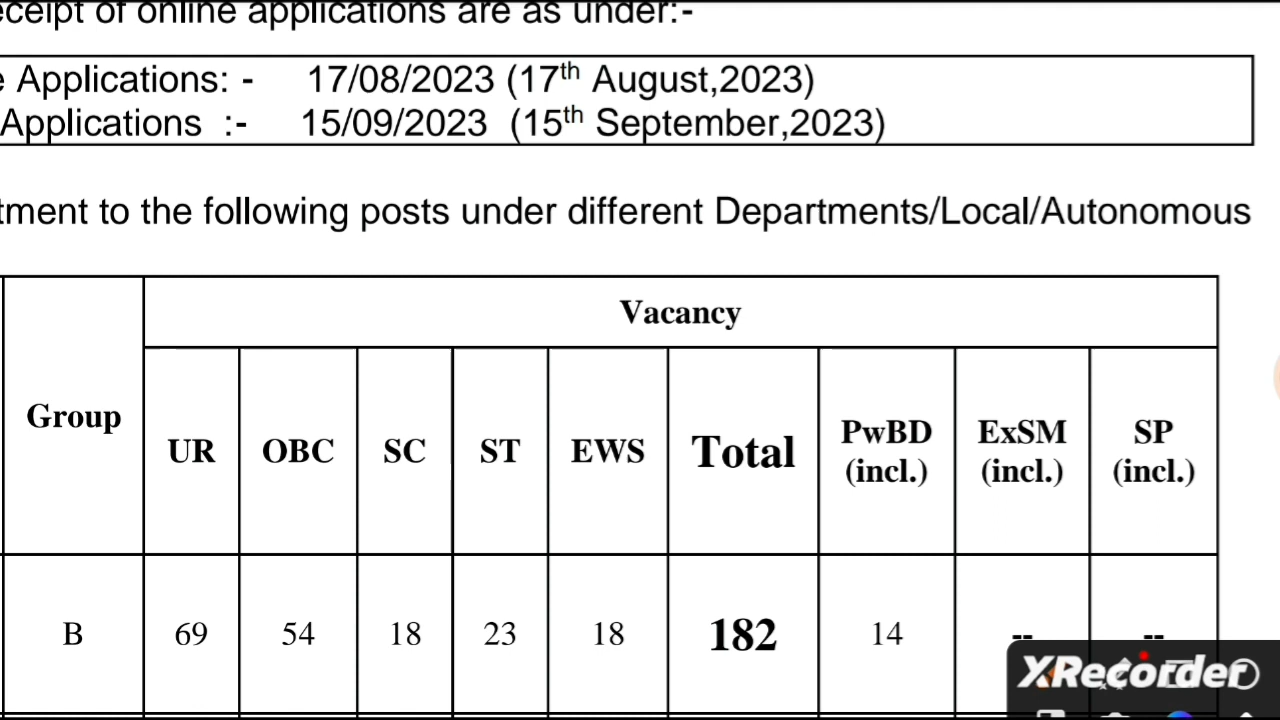 eceipt of online applications are as under:-
e Applications: - 17/08/2023 (17th August,2023)
Applications :- 15/09/2023 (15th September,2023)
tment to the following posts under different Departments/Local/Autonomous
Vacancy
Group UR OBC SC ST EWS Total PwBD (incl.) ExSM (incl.) SP (incl.)
B 69 54 18 23 18 182 14 -- --
XRecorder